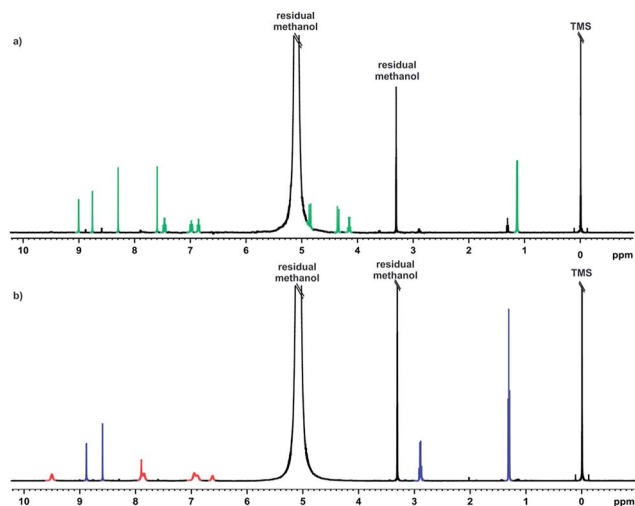 residual
methanol
TMS
a)
residual
methanol
10 9 8 7 6 5 4 3 2 1 0 ppm
residual
methanol
residual
methanol
TMS
b)
10 9 8 7 6 5 4 3 2 1 0 ppm